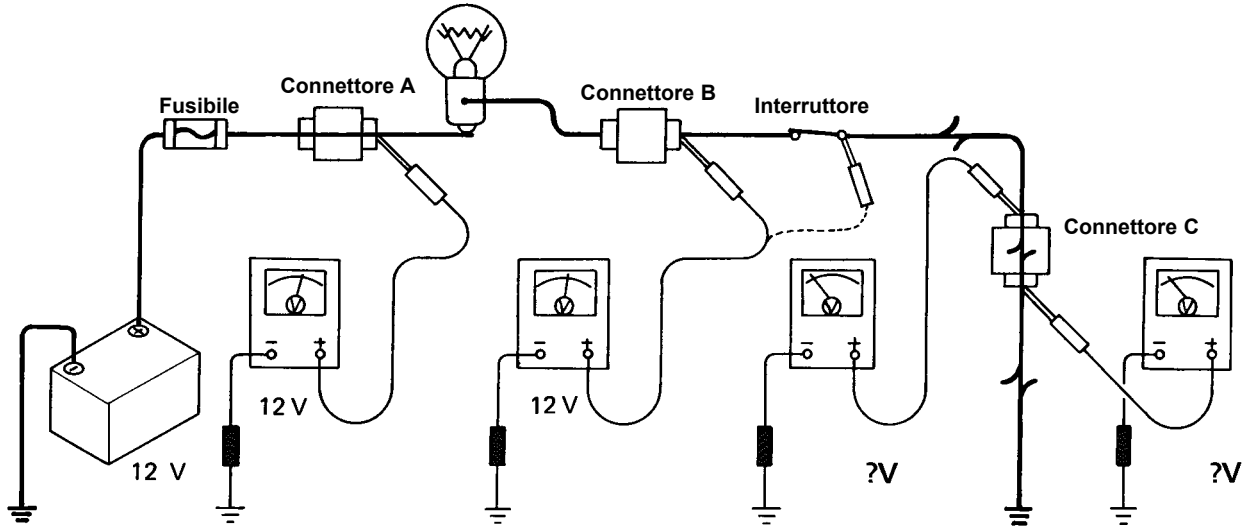 Fusibile
Connettore A
Connettore B
Interruttore
Connettore C
V
V
V
V
− +
− +
− +
− +
+
−
12 V
12 V
12 V
?V
?V